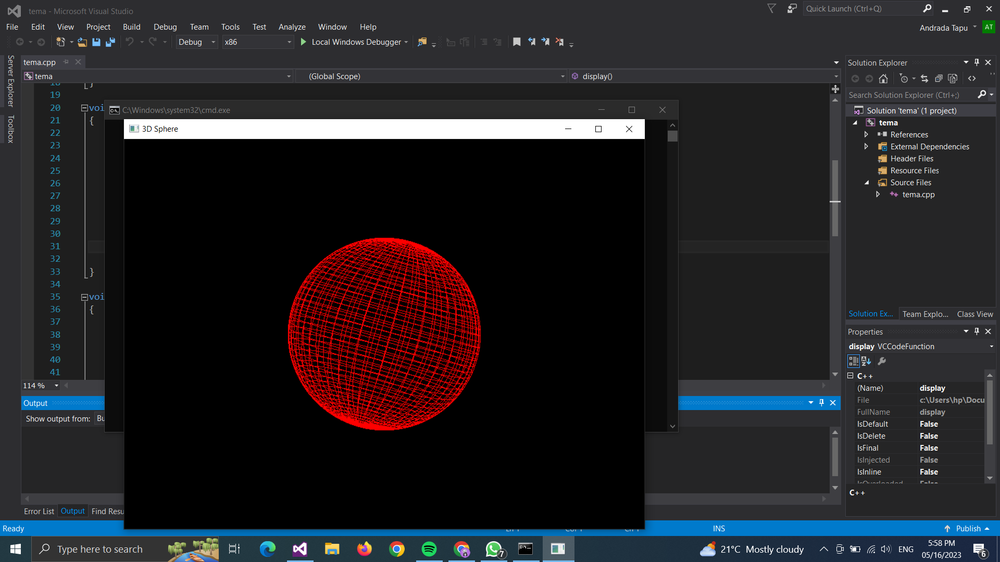 tema - Microsoft Visual Studio
Quick Launch (Ctrl+Q)
File Edit View Project Build Debug Team Tools Test Analyze Window Help
Andrada Tapu AT
Debug x86 Local Windows Debugger
Server Explorer
Toolbox
tema.cpp
tema (Global Scope) display()
18 }
19
20 voi
21 {
22
23
24
25
26
27
28
29
30
31
32
33 }
34
35 voi
36 {
37
38
39
40
41
114 %
C:\Windows\system32\cmd.exe
3D Sphere
Output
Show output from: Bu
Error List Output Find Resu
Solution Explorer
Search Solution Explorer (Ctrl+;)
Solution 'tema' (1 project)
tema
References
External Dependencies
Header Files
Resource Files
Source Files
tema.cpp
Solution Ex... Team Explo... Class View
Properties
display VCCodeFunction
C++
(Name) display
File c:\Users\hp\Docu
FullName display
IsDefault False
IsDelete False
IsFinal False
IsInjected False
IsInline False
IsOverloaded False
C++
Ready
INS
Publish
Type here to search
7
21°C Mostly cloudy
ENG
5:58 PM
05/16/2023
6